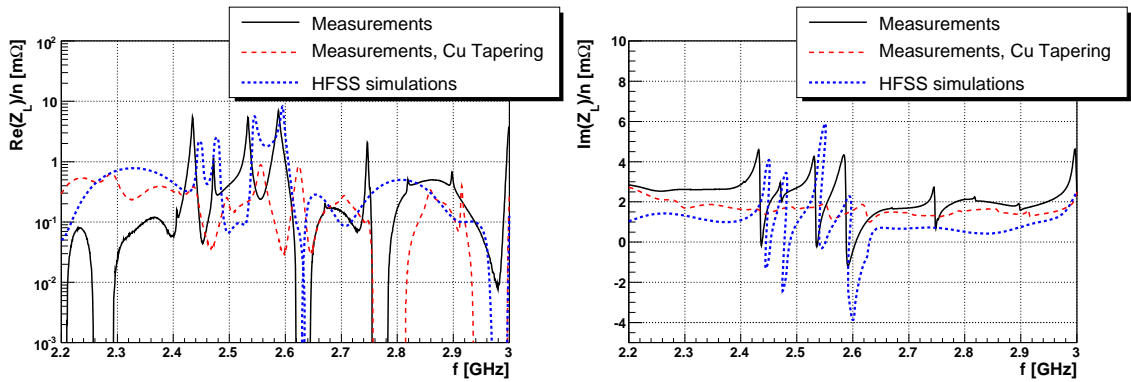 Measurements
Measurements, Cu Tapering
HFSS simulations
Re(Z_L)/n [mΩ]
10^2
10
1
10^-1
10^-2
10^-3
2.2 2.3 2.4 2.5 2.6 2.7 2.8 2.9 3
f [GHz]
Measurements
Measurements, Cu Tapering
HFSS simulations
Im(Z_L)/n [mΩ]
10
8
6
4
2
0
-2
-4
2.2 2.3 2.4 2.5 2.6 2.7 2.8 2.9 3
f [GHz]